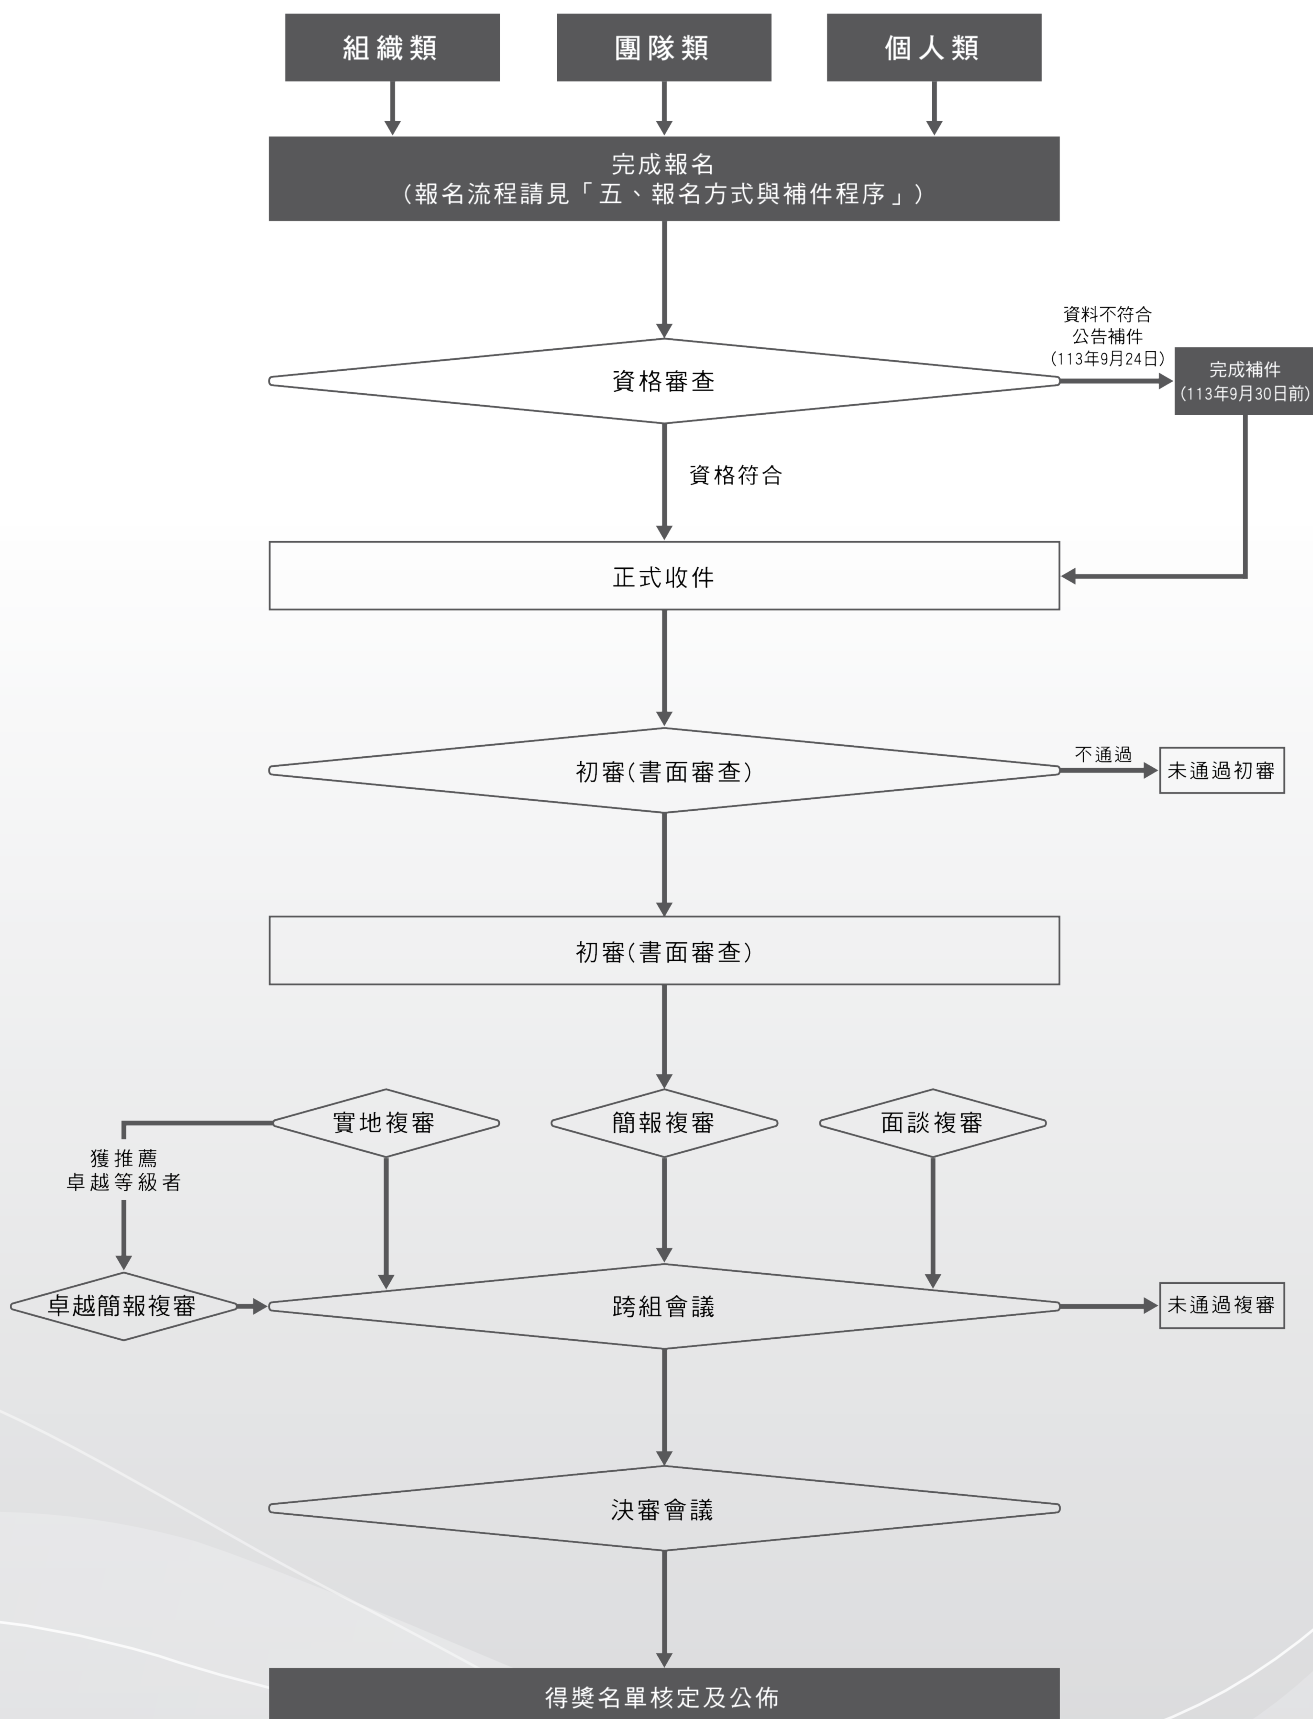 組織類
團隊類
個人類
完成報名
(報名流程請見「五、報名方式與補件程序」)
資料不符合
公告補件
(113年9月24日)
資格審查
完成補件
(113年9月30日前)
資格符合
正式收件
不通過
初審(書面審查)
未通過初審
初審(書面審查)
實地複審
簡報複審
面談複審
獲推薦
卓越等級者
卓越簡報複審
跨組會議
未通過複審
決審會議
得獎名單核定及公佈